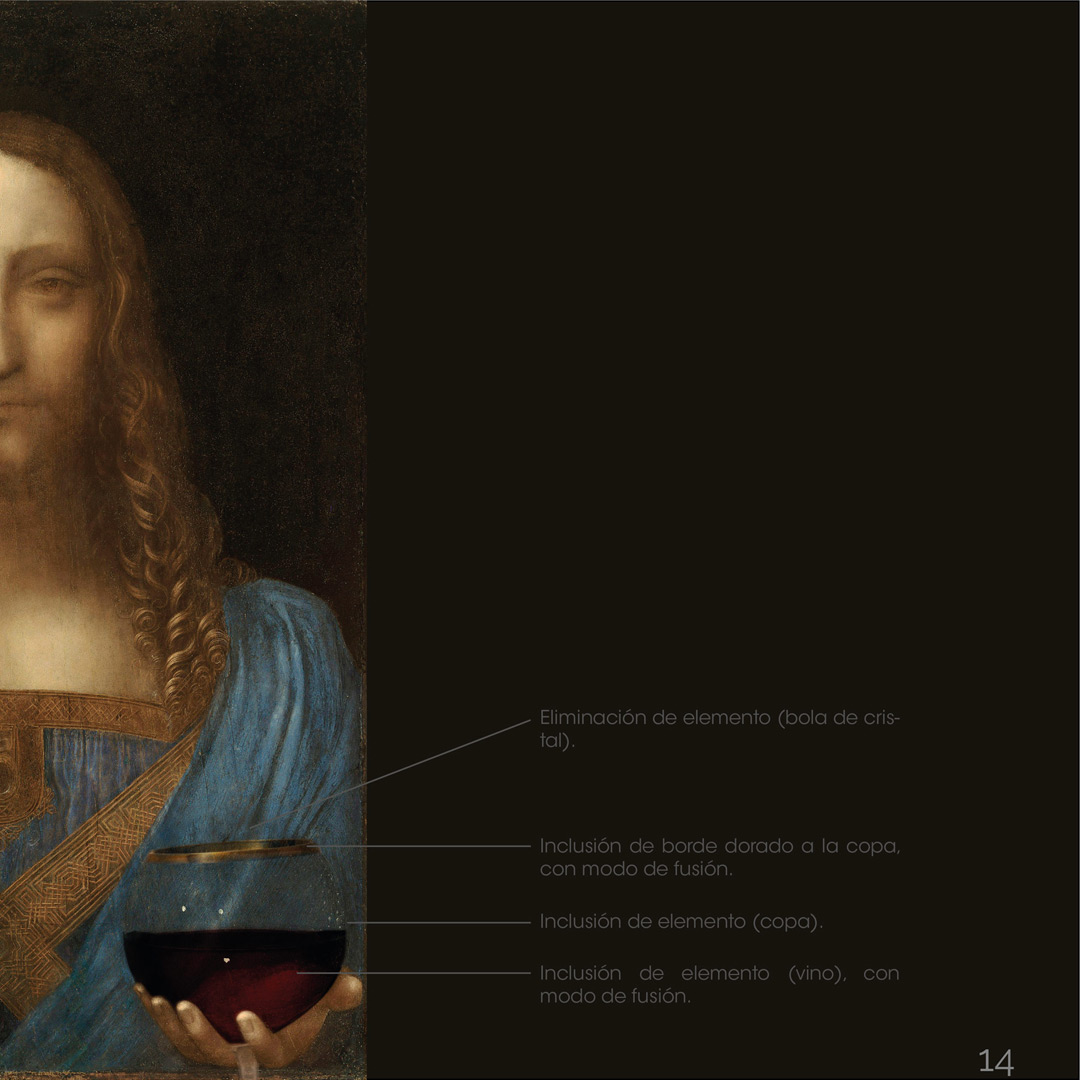 Eliminación de elemento (bola de cris-
tal).
Inclusión de borde dorado a la copa,
con modo de fusión.
Inclusión de elemento (copa).
Inclusión de elemento (vino), con
modo de fusión.
14